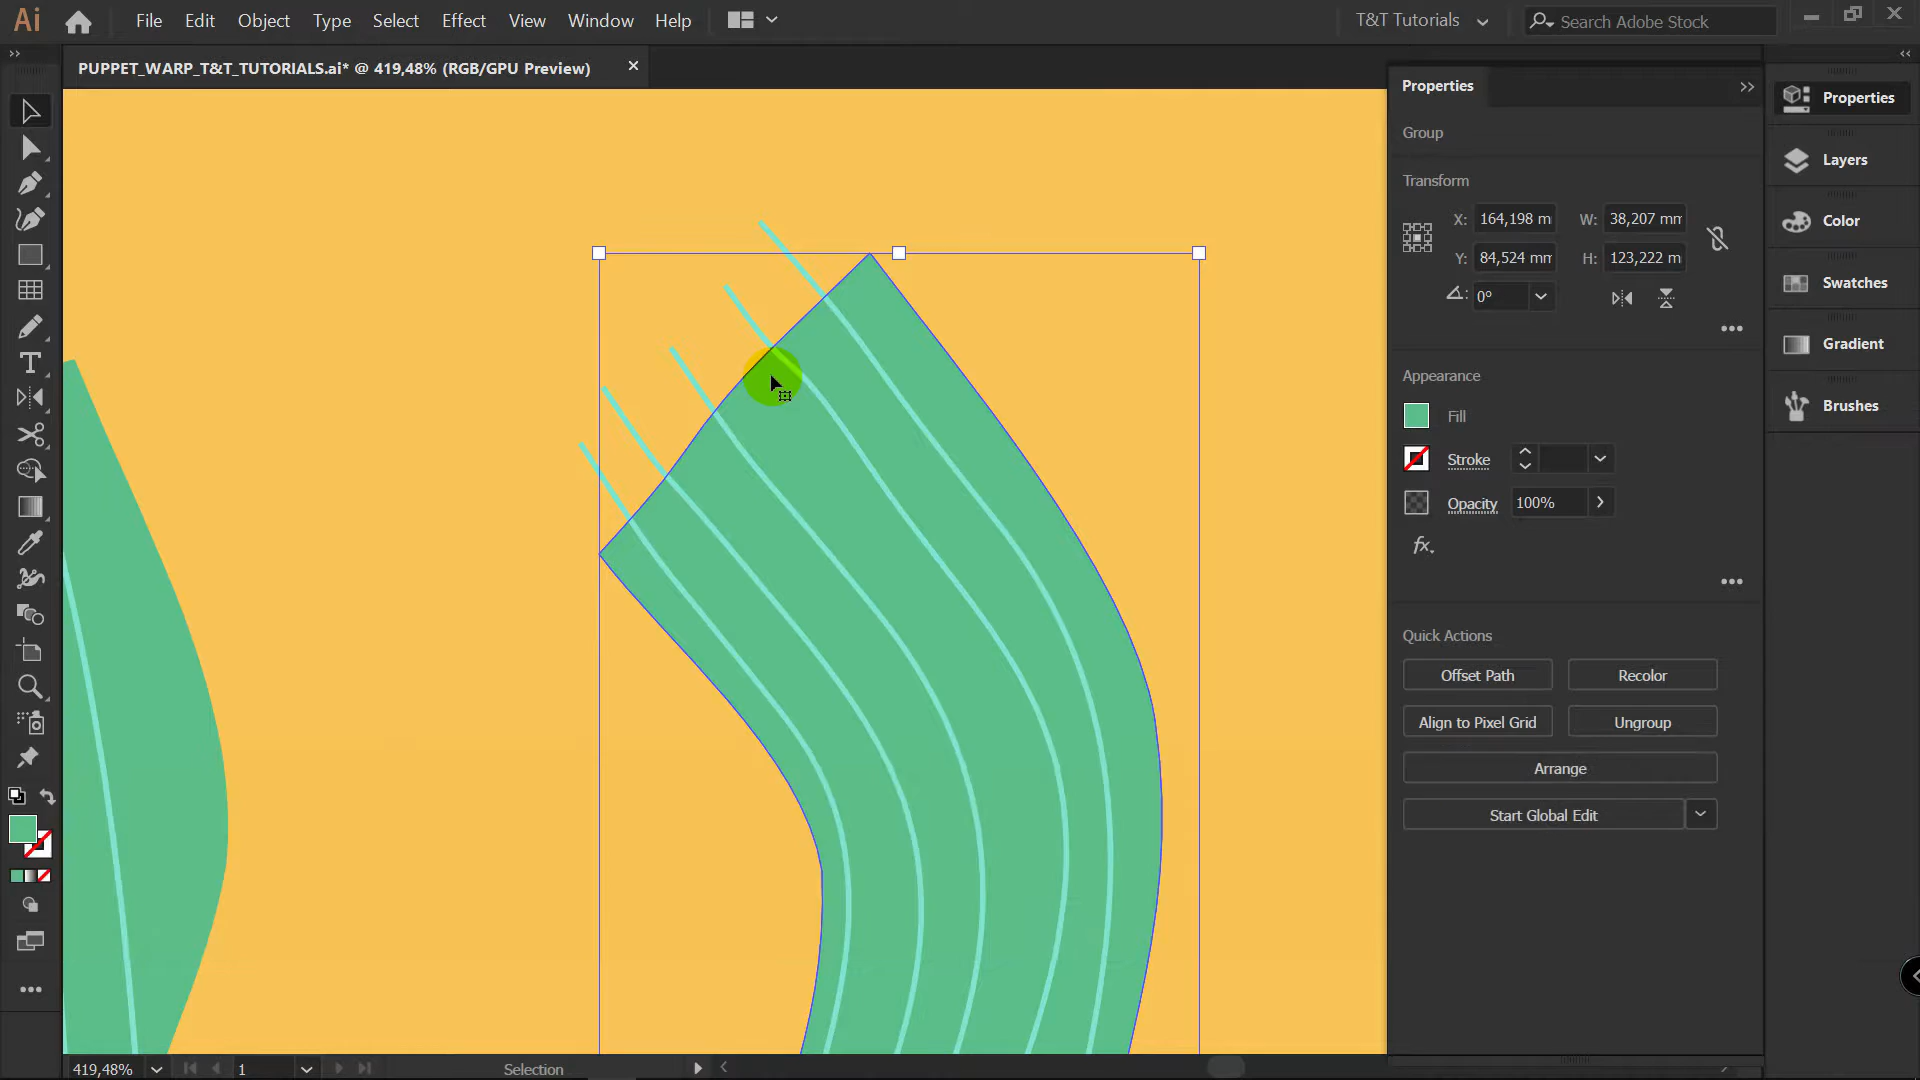 Ai File Edit Object Type Select Effect View Window Help T&T Tutorials Search Adobe Stock
PUPPET_WARP_T&T_TUTORIALS.ai* @ 419,48% (RGB/GPU Preview)
Properties
Group
Transform
X: 164,198 m W: 38,207 mm
Y: 84,524 mm H: 123,222 m
0°
Appearance
Fill
Stroke
Opacity 100%
fx
Quick Actions
Offset Path Recolor
Align to Pixel Grid Ungroup
Arrange
Start Global Edit
Properties
Layers
Color
Swatches
Gradient
Brushes
419,48% 1 Selection